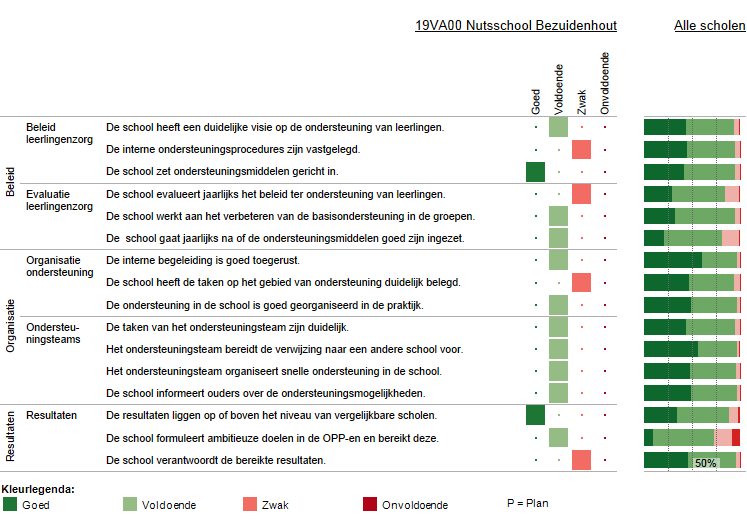 19VA00 Nutsschool Bezuidenhout Alle scholen
Goed Voldoende Zwak Onvoldoende
Beleid
Beleid leerlingenzorg
De school heeft een duidelijke visie op de ondersteuning van leerlingen.
De interne ondersteuningsprocedures zijn vastgelegd.
De school zet ondersteuningsmiddelen gericht in.
Evaluatie leerlingenzorg
De school evalueert jaarlijks het beleid ter ondersteuning van leerlingen.
De school werkt aan het verbeteren van de basisondersteuning in de groepen.
De school gaat jaarlijks na of de ondersteuningsmiddelen goed zijn ingezet.
Organisatie
Organisatie ondersteuning
De interne begeleiding is goed toegerust.
De school heeft de taken op het gebied van ondersteuning duidelijk belegd.
De ondersteuning in de school is goed georganiseerd in de praktijk.
Ondersteu-
ningsteams
De taken van het ondersteuningsteam zijn duidelijk.
Het ondersteuningsteam bereidt de verwijzing naar een andere school voor.
Het ondersteuningsteam organiseert snelle ondersteuning in de school.
De school informeert ouders over de ondersteuningsmogelijkheden.
Resultaten
Resultaten
De resultaten liggen op of boven het niveau van vergelijkbare scholen.
De school formuleert ambitieuze doelen in de OPP-en en bereikt deze.
De school verantwoordt de bereikte resultaten.
50%
Kleurlegenda:
Goed Voldoende Zwak Onvoldoende P = Plan